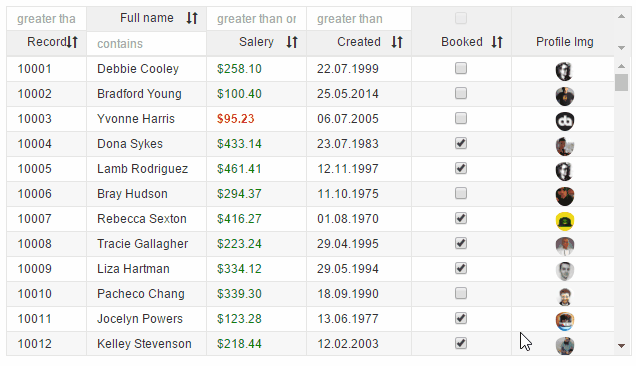 greater tha Full name greater than or greater than
Record contains Salery Created Booked Profile Img
10001 Debbie Cooley $258.10 22.07.1999
10002 Bradford Young $100.40 25.05.2014
10003 Yvonne Harris $95.23 06.07.2005
10004 Dona Sykes $433.14 23.07.1983
10005 Lamb Rodriguez $461.41 12.11.1997
10006 Bray Hudson $294.37 11.10.1975
10007 Rebecca Sexton $416.27 01.08.1970
10008 Tracie Gallagher $223.24 29.04.1995
10009 Liza Hartman $334.12 29.05.1994
10010 Pacheco Chang $339.30 18.09.1990
10011 Jocelyn Powers $123.28 13.06.1977
10012 Kelley Stevenson $218.44 12.02.2003